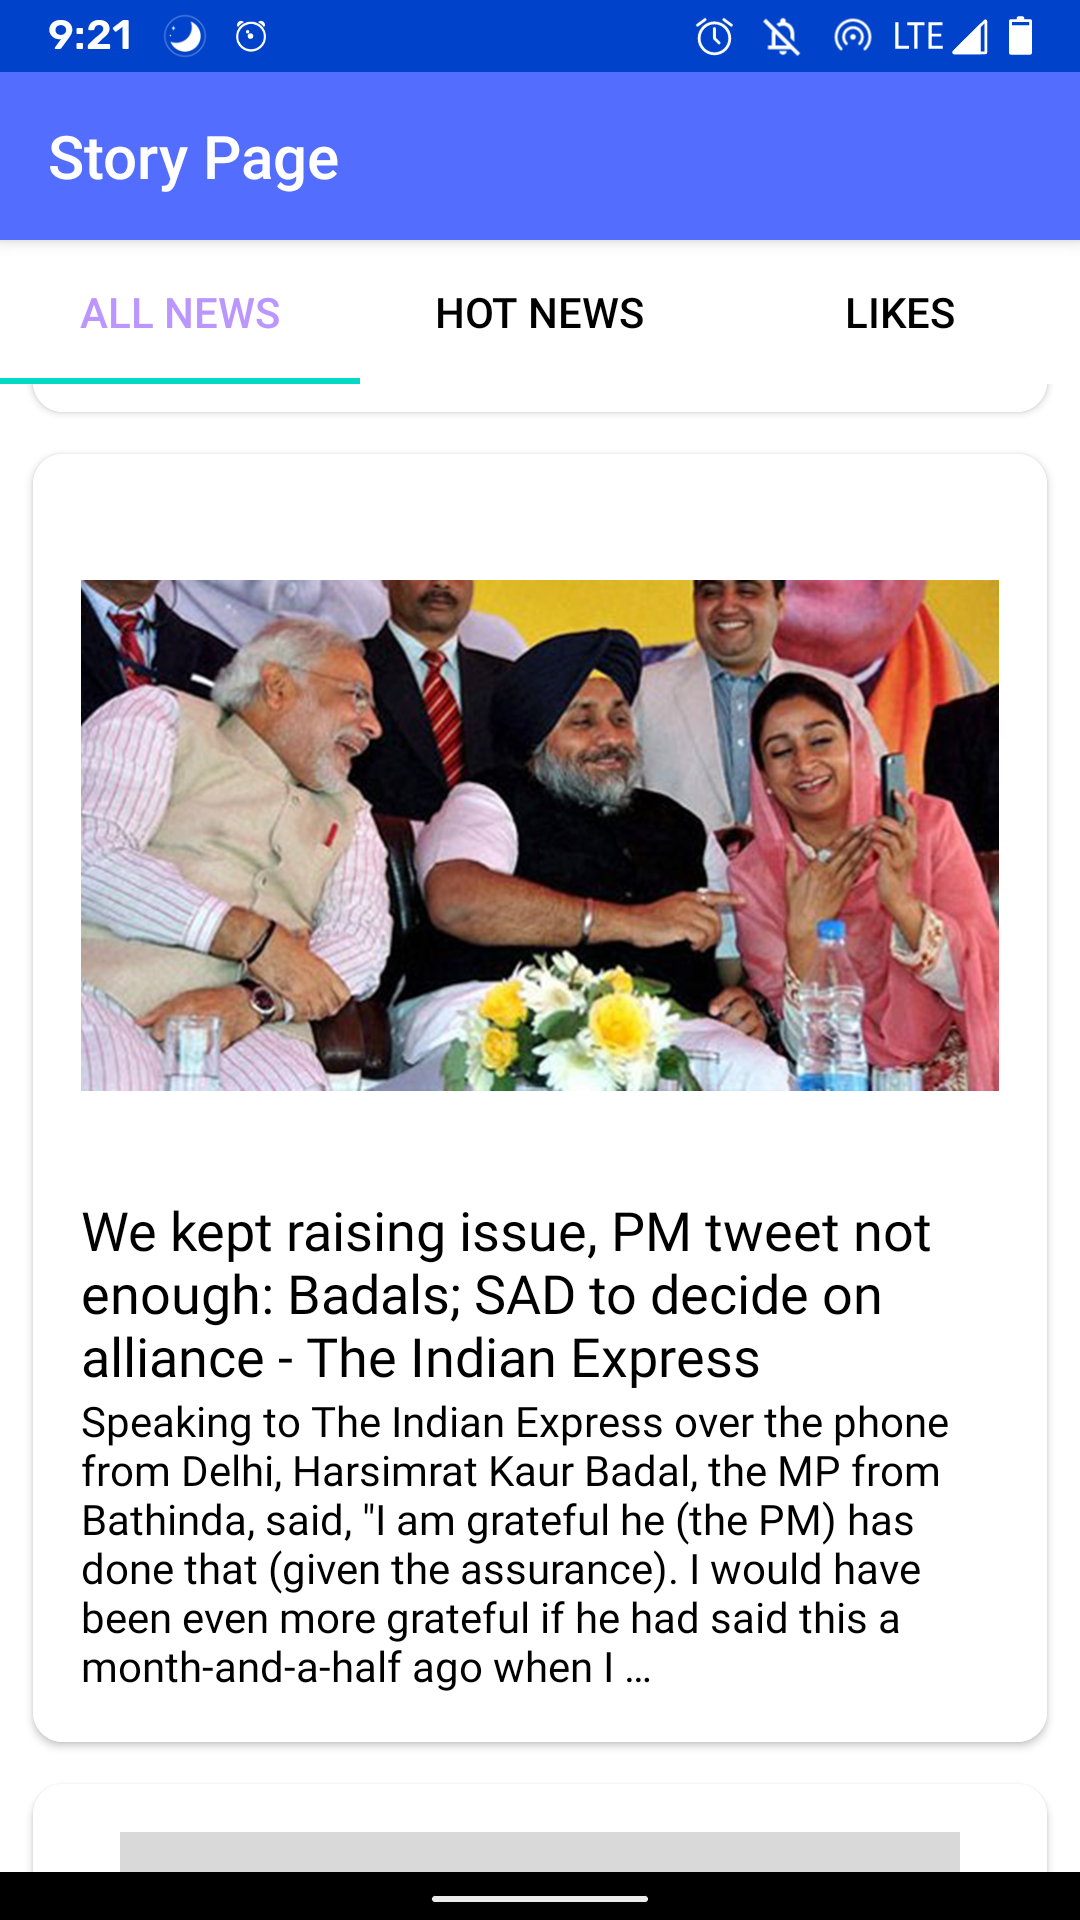 9:21
LTE
Story Page
ALL NEWS
HOT NEWS
LIKES
We kept raising issue, PM tweet not
enough: Badals; SAD to decide on
alliance - The Indian Express
Speaking to The Indian Express over the phone
from Delhi, Harsimrat Kaur Badal, the MP from
Bathinda, said, "I am grateful he (the PM) has
done that (given the assurance). I would have
been even more grateful if he had said this a
month-and-a-half ago when I …